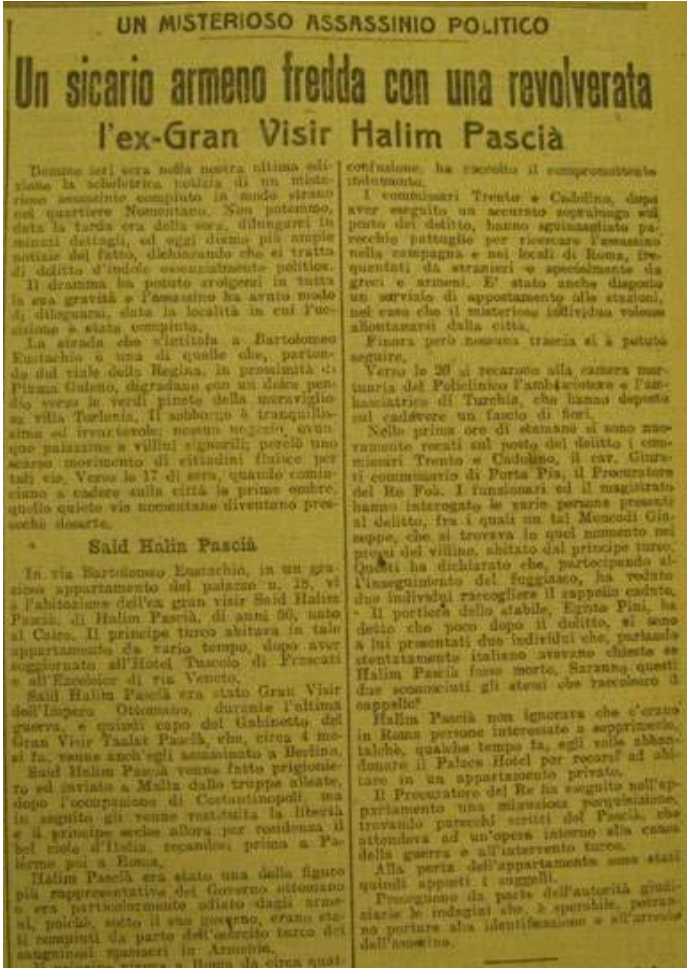 UN MISTERIOSO ASSASSINIO POLITICO
Un sicario armeno fredda con una revolverata
l'ex-Gran Visir Halim Pascià
Demmo ieri sera nella nostra ultima edi-
zione la scheletrica notizia di un miste-
rioso assassinio compiuto in modo strano
nel quartiere Nomentano. Non potemmo,
data la tarda ora della sera, dilungarci in
minuti dettagli, ed oggi diamo più ampie
notizie del fatto, dichiarando che si tratta
di delitto d'indole essenzialmente politica.
Il dramma ha potuto svolgersi in tutta
la sua gravità e l'assassino ha avuto modo
di dileguarsi, data la località in cui l'uc-
cisione è stata compiuta.
La strada che s'intitola a Bartolomeo
Eustachio è una di quelle che, parten-
do dal viale della Regina, in prossimità di
Piazza Galeno, digradano con un dolce pen-
dio verso le verdi pinete della meraviglio-
sa villa Torlonia. Il sobborgo è tranquillis-
simo ed nessun negozio, ovun-
que palazzine e villini signorili; perciò uno
scarso movimento di cittadini fluisce per
tali vie. Verso le 17 di sera, quando comin-
ciano a cadere sulla città le prime ombre,
quelle quiete vie nomentane diventano pres-
sochè deserte.
Said Halin Pascià
In via Bartolomeo Eustachio, in un gra-
zioso appartamento del palazzo n. 18, vi
è l'abitazione dell'ex gran visir Said Halim
Pascià, di Halim Pascià, di anni 56, nato
al Cairo. Il principe turco abitava in tale
appartamento da vario tempo, dopo aver
soggiornato all'Hotel Tuscolo di Frascati
e all'Excelsior di via Veneto.
Said Halim Pascià era stato Gran Visir
dell'Impero Ottomano, durante l'ultima
guerra, e quindi capo del Gabinetto del
Gran Visir Taalat Pascià, che, circa 4 me-
si fa, venne anch'egli assassinato a Berlino.
Said Halim Pascià venne fatto prigionie-
ro ed inviato a Malta dalle truppe alleate,
dopo l'occupazione di Costantinopoli, ma
in seguito gli venne restituita la libertà
e il principe scelse allora per residenza il
bel cielo d'Italia, recandosi prima a Pa-
lermo poi a Roma.
Halim Pascià era stato una delle figure
più rappresentative del Governo ottomano
e era particolarmente odiato dagli arme-
ni, poichè, sotto il suo governo, erano sta-
ti compiuti da parte dell'esercito turco dei
sanguinosi massacri in Armenia.
Il principe viveva a Roma da circa quat-
confusione, ha raccolto il compromettente
indumento.
I commissari Trento e Cadolino, dopo
aver eseguito un accurato sopraluogo sul
posto del delitto, hanno sguinzagliato pa-
recchie pattuglie per ricercare l'assassino
nella campagna e nei locali di Roma, fre-
quentati da stranieri e specialmente da
greci e armeni. E' stato anche disposto
un servizio di appostamento alle stazioni,
nel caso che il misterioso individuo volesse
allontanarsi dalla città.
Finora però nessuna traccia si è potuta
seguire.
Verso le 20 si recarono alla camera mor-
tuaria del Policlinico l'ambasciatore e l'am-
basciatrice di Turchia, che hanno deposto
sul cadavere un fascio di fiori.
Nelle prime ore di stamane si sono nuo-
vamente recati sul posto del delitto i com-
missari Trento e Cadolino, il cav. Giura-
ti commissario di Porta Pia, il Procuratore
del Re Foà. I funzionari ed il magistrato
hanno interrogato le varie persone presenti
al delitto, fra i quali un tal Moscodi Giu-
seppe, che si trovava in quel momento nei
pressi del villino, abitato dal principe turco.
Questi ha dichiarato che, partecipando al-
l'inseguimento del fuggiasco, ha veduto
due individui raccogliere il cappello caduto.
Il portiere dello stabile, Egisto Pini, ha
detto che poco dopo il delitto, si sono
a lui presentati due individui che, parlando
stentatamente italiano avevano chiesto se
Halim Pascià fosse morto. Saranno questi
due sconosciuti gli stessi che raccolsero il
cappello?
Halim Pascià non ignorava che c'erano
in Roma persone interessate a sopprimerlo,
talchè, qualche tempo fa, egli volle abban-
donare il Palace Hotel per recarsi ad abi-
tare in un appartamento privato.
Il Procuratore del Re ha eseguito nell'ap-
partamento una minuziosa perquisizione,
trovando parecchi scritti del Pascià, che
attendeva ad un'opera intorno alla causa
della guerra e all'intervento turco.
Alla porta dell'appartamento sono stati
quindi apposti i suggelli.
Proseguono da parte dell'autorità giudi-
ziaria le indagini che, è sperabile, potran-
no portare alla identificazione e all'arresto
dell'assassino.